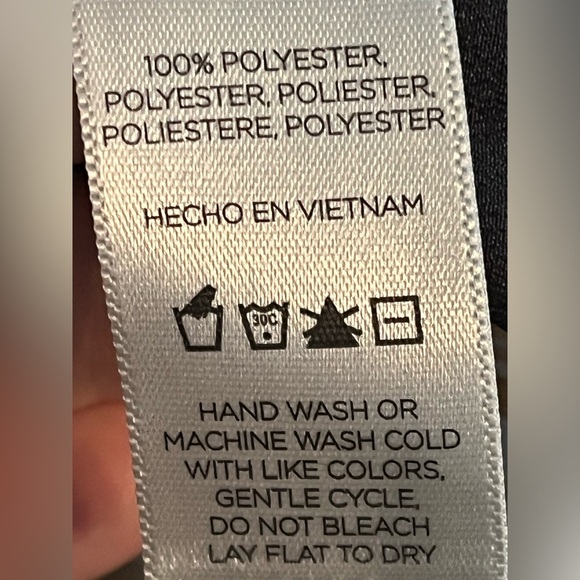 100% POLYESTER,
POLYESTER, POLIESTER,
POLIESTERE, POLYESTER
HECHO EN VIETNAM
30C
HAND WASH OR
MACHINE WASH COLD
WITH LIKE COLORS,
GENTLE CYCLE,
DO NOT BLEACH
LAY FLAT TO DRY